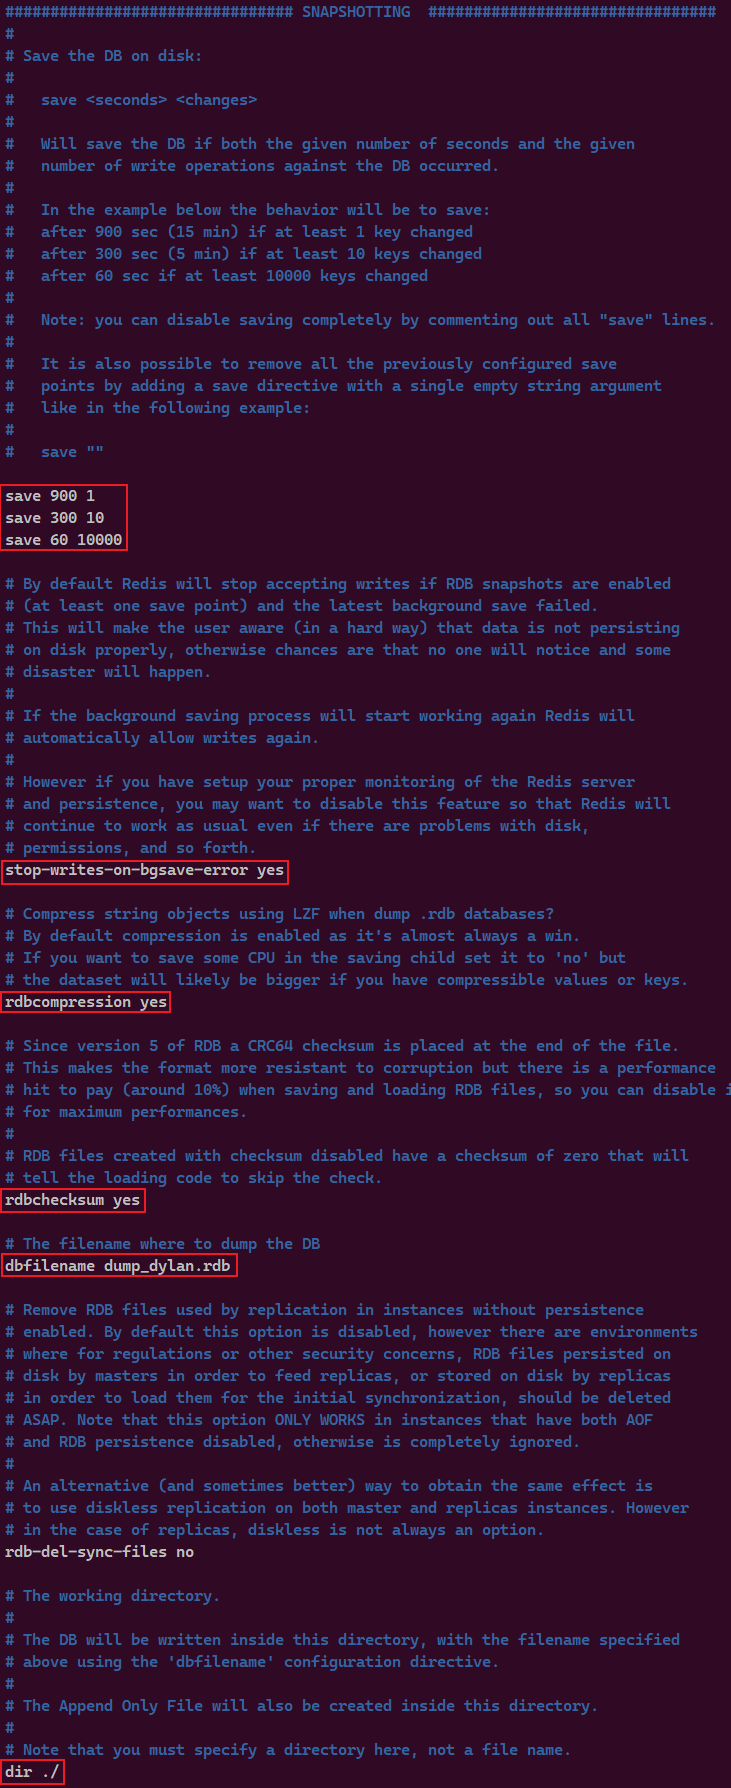 ################################ SNAPSHOTTING  ################################
#
# Save the DB on disk:
#
#   save <seconds> <changes>
#
#   Will save the DB if both the given number of seconds and the given
#   number of write operations against the DB occurred.
#
#   In the example below the behavior will be to save:
#   after 900 sec (15 min) if at least 1 key changed
#   after 300 sec (5 min) if at least 10 keys changed
#   after 60 sec if at least 10000 keys changed
#
#   Note: you can disable saving completely by commenting out all "save" lines.
#
#   It is also possible to remove all the previously configured save
#   points by adding a save directive with a single empty string argument
#   like in the following example:
#
#   save ""

save 900 1
save 300 10
save 60 10000

# By default Redis will stop accepting writes if RDB snapshots are enabled
# (at least one save point) and the latest background save failed.
# This will make the user aware (in a hard way) that data is not persisting
# on disk properly, otherwise chances are that no one will notice and some
# disaster will happen.
#
# If the background saving process will start working again Redis will
# automatically allow writes again.
#
# However if you have setup your proper monitoring of the Redis server
# and persistence, you may want to disable this feature so that Redis will
# continue to work as usual even if there are problems with disk,
# permissions, and so forth.
stop-writes-on-bgsave-error yes

# Compress string objects using LZF when dump .rdb databases?
# By default compression is enabled as it's almost always a win.
# If you want to save some CPU in the saving child set it to 'no' but
# the dataset will likely be bigger if you have compressible values or keys.
rdbcompression yes

# Since version 5 of RDB a CRC64 checksum is placed at the end of the file.
# This makes the format more resistant to corruption but there is a performance
# hit to pay (around 10%) when saving and loading RDB files, so you can disable i
# for maximum performances.
#
# RDB files created with checksum disabled have a checksum of zero that will
# tell the loading code to skip the check.
rdbchecksum yes

# The filename where to dump the DB
dbfilename dump_dylan.rdb

# Remove RDB files used by replication in instances without persistence
# enabled. By default this option is disabled, however there are environments
# where for regulations or other security concerns, RDB files persisted on
# disk by masters in order to feed replicas, or stored on disk by replicas
# in order to load them for the initial synchronization, should be deleted
# ASAP. Note that this option ONLY WORKS in instances that have both AOF
# and RDB persistence disabled, otherwise is completely ignored.
#
# An alternative (and sometimes better) way to obtain the same effect is
# to use diskless replication on both master and replicas instances. However
# in the case of replicas, diskless is not always an option.
rdb-del-sync-files no

# The working directory.
#
# The DB will be written inside this directory, with the filename specified
# above using the 'dbfilename' configuration directive.
#
# The Append Only File will also be created inside this directory.
#
# Note that you must specify a directory here, not a file name.
dir ./